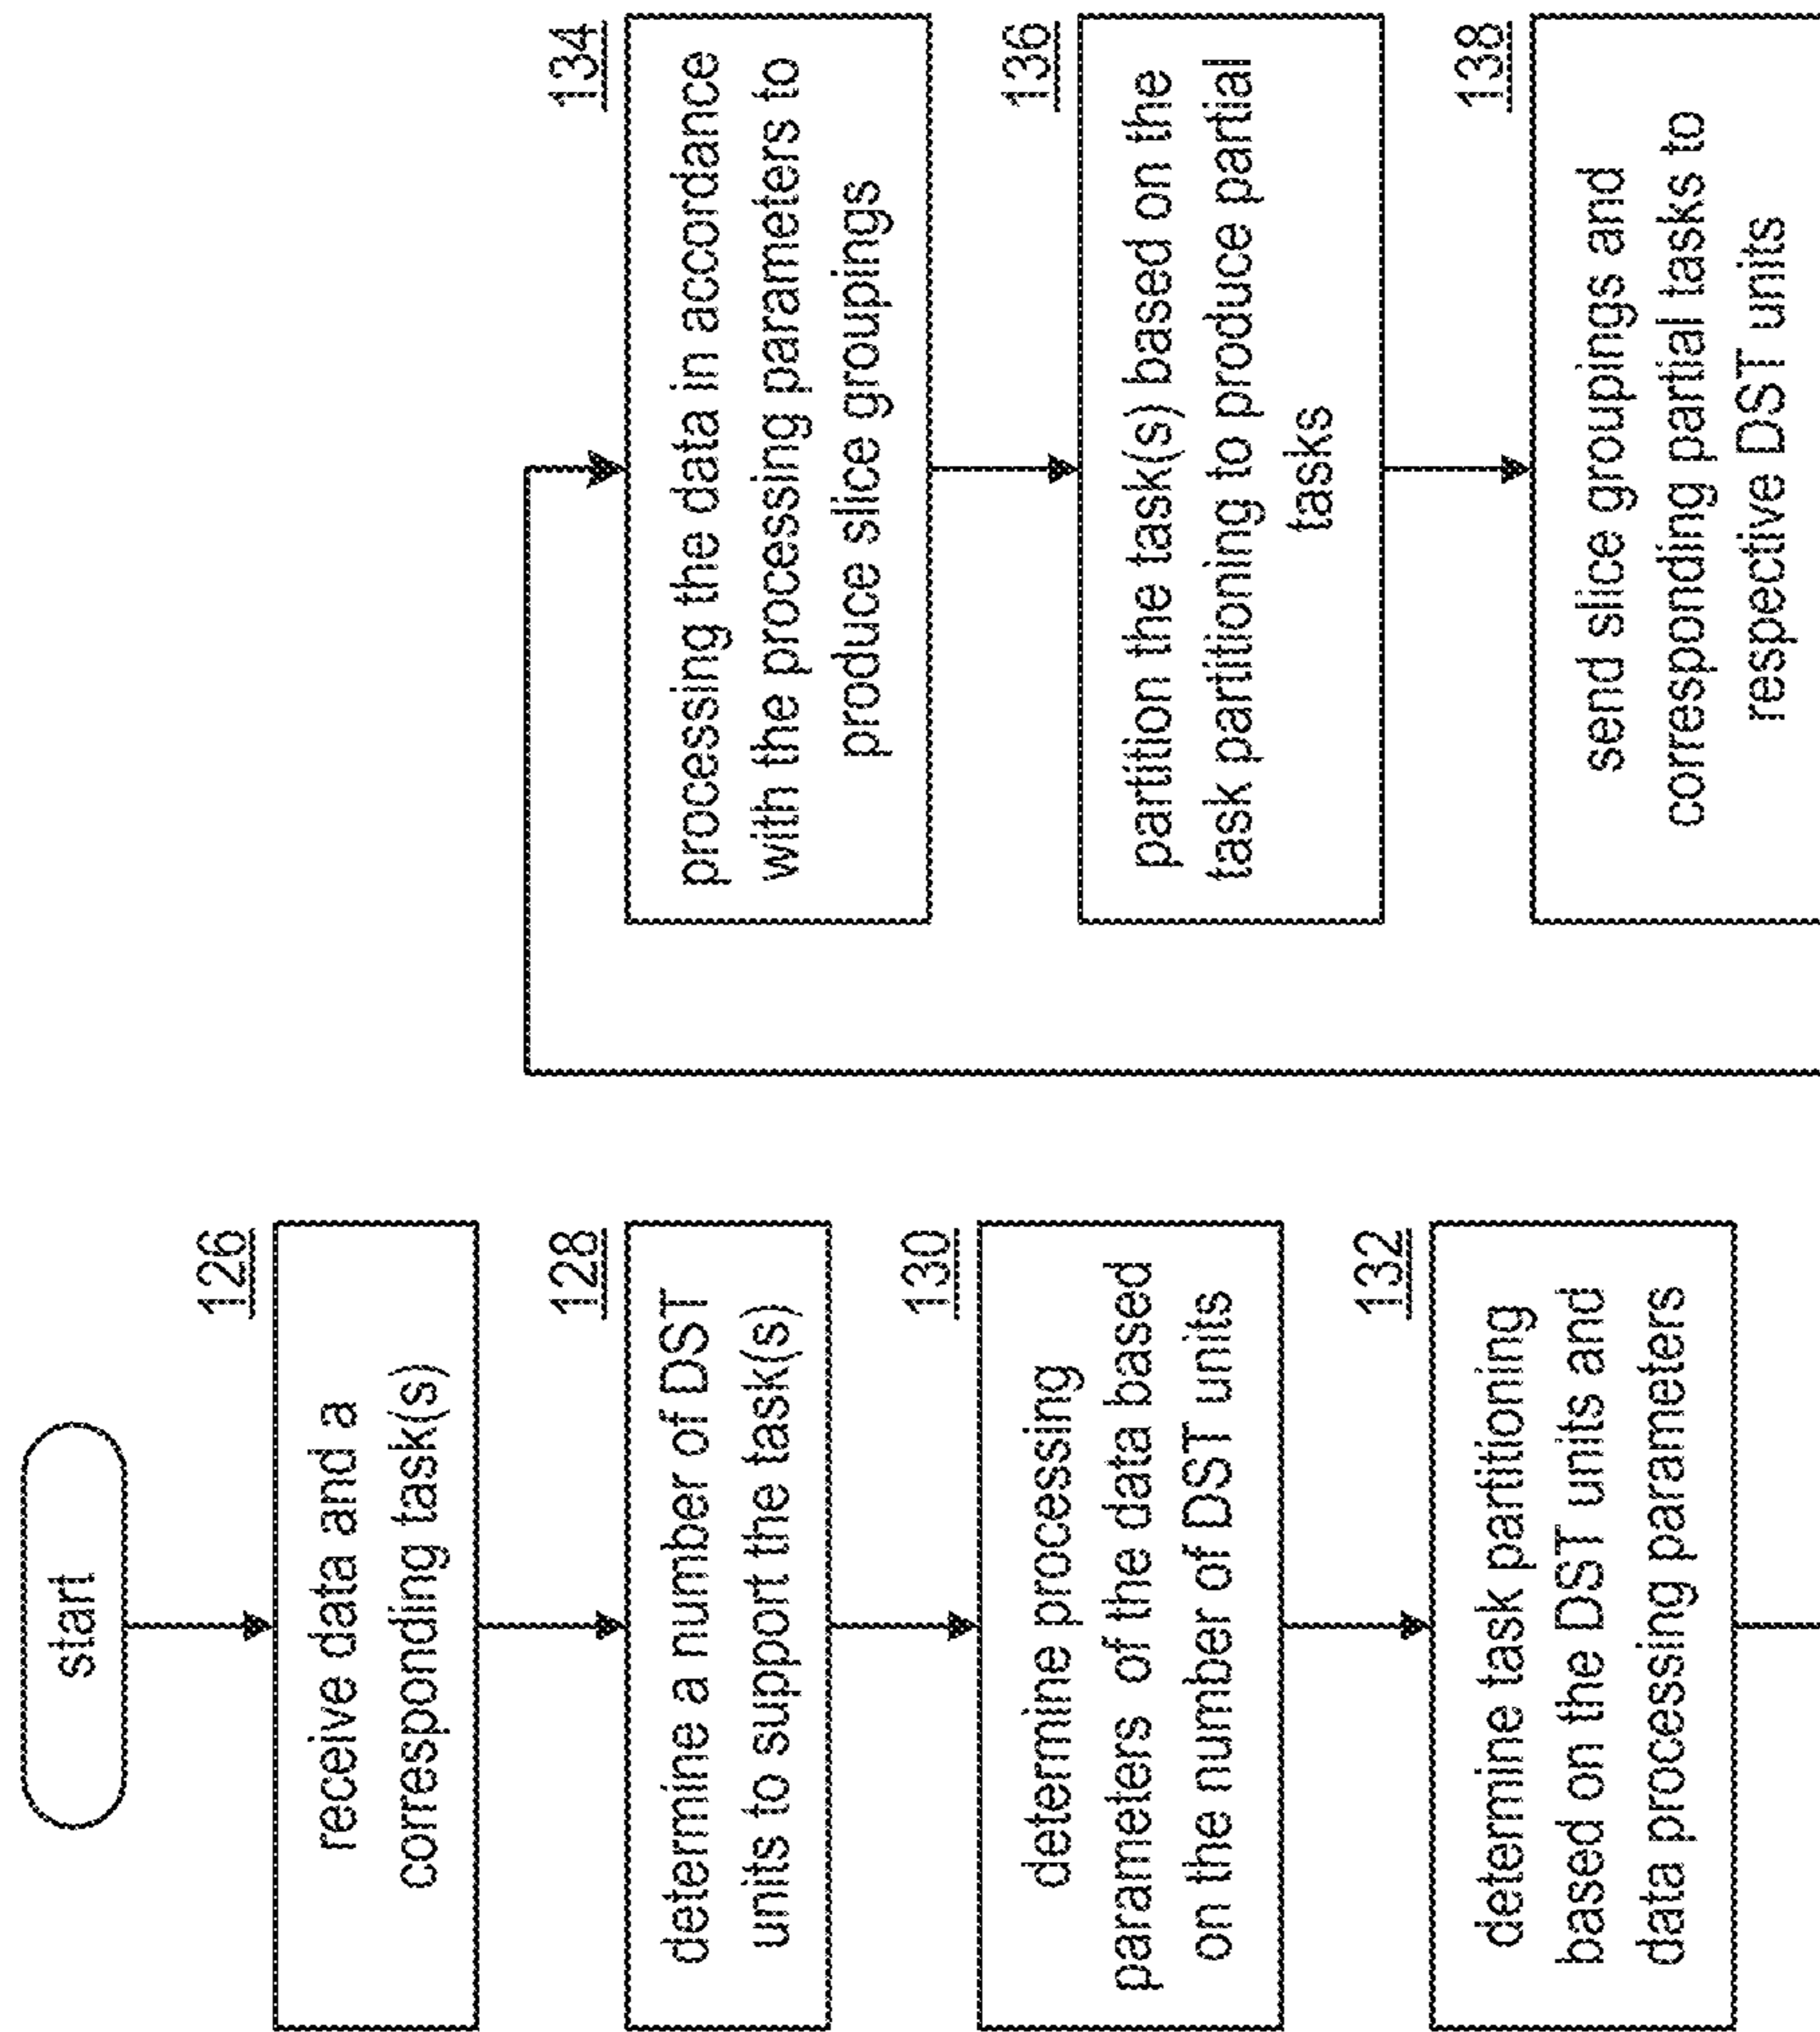 start
126
receive data and a
corresponding task(s)
128
determine a number of DST
units to support the task(s)
130
determine processing
parameters of the data based
on the number of DST units
132
determine task partitioning
based on the DST units and
data processing parameters
134
processing the data in accordance
with the processing parameters to
produce slice groupings
136
partition the task(s) based on the
task partitioning to produce partial
tasks
138
send slice groupings and
corresponding partial tasks to
respective DST units